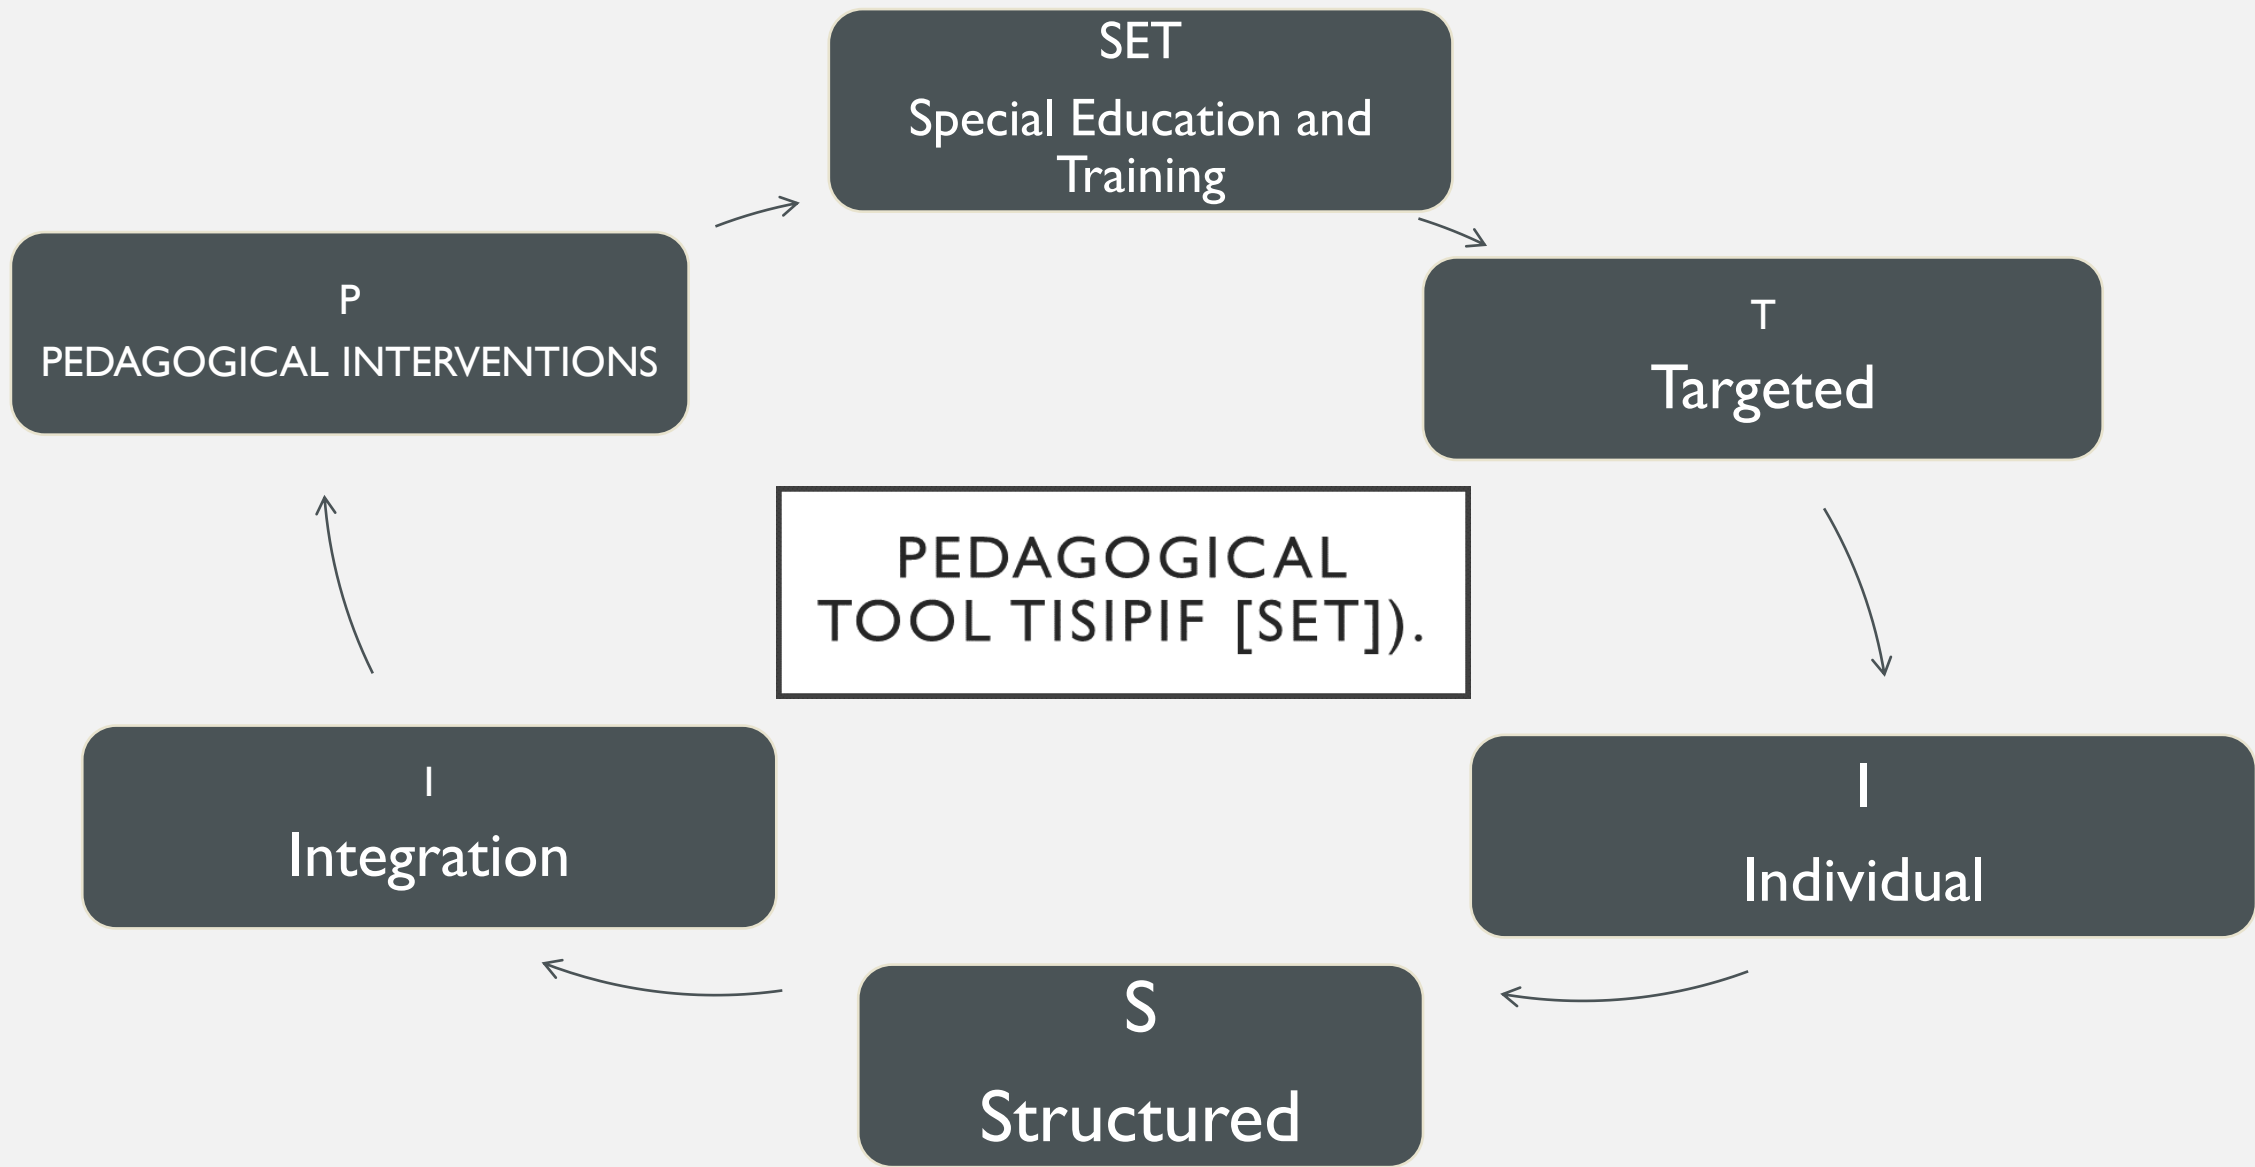 SET
Special Education and
Training
T
Targeted
I
Individual
S
Structured
I
Integration
P
PEDAGOGICAL INTERVENTIONS
PEDAGOGICAL
TOOL TISIPIF [SET]).